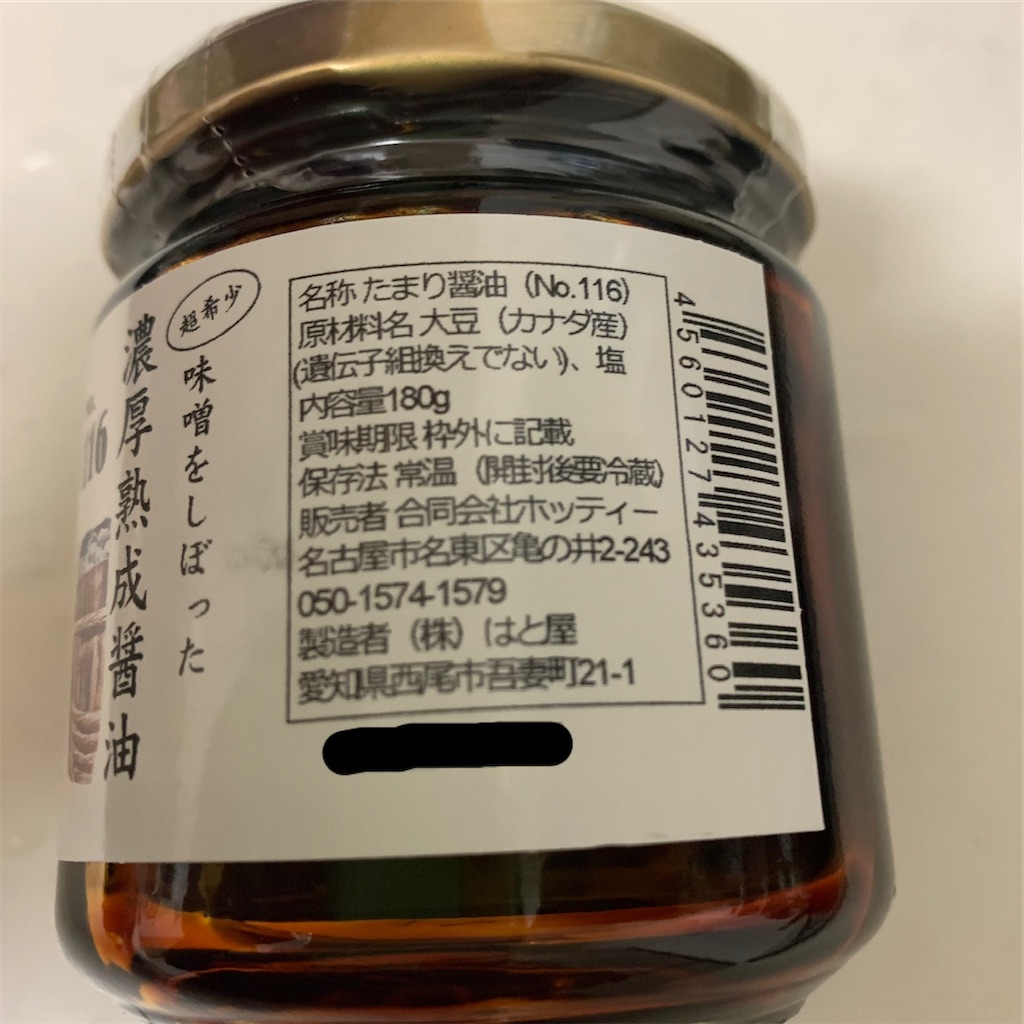 超希少
味噌をしぼった
濃厚熟成醤油
116
名称 たまり醤油（No.116）
原材料名 大豆（カナダ産）
(遺伝子組換えでない)、塩
内容量180g
賞味期限 枠外に記載
保存法 常温（開封後要冷蔵）
販売者 合同会社ホッティー
名古屋市名東区亀の井2-243
050-1574-1579
製造者（株）はと屋
愛知県西尾市吾妻町21-1
4560127435360